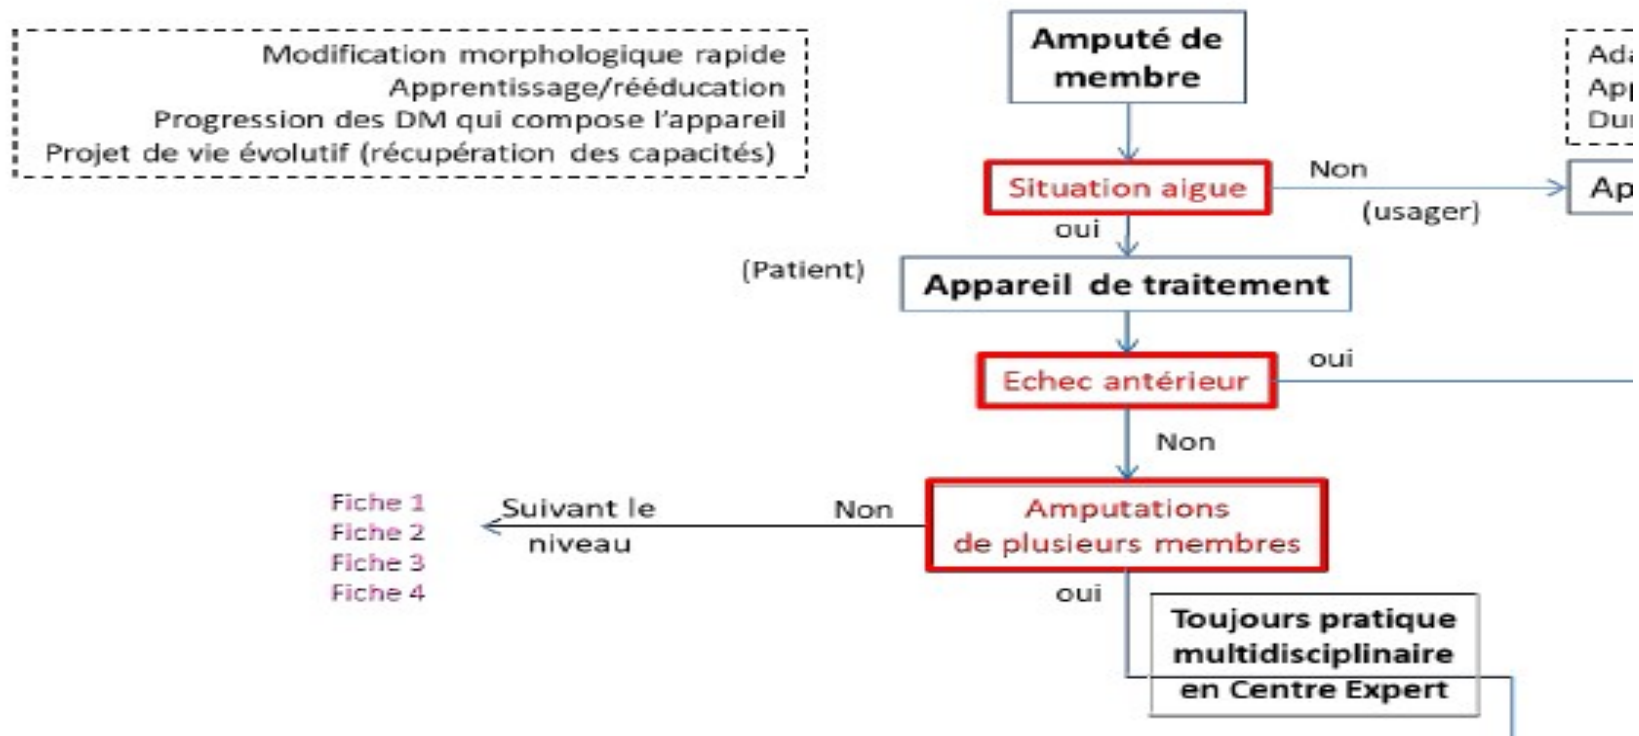 Modification morphologique rapide
Apprentissage/rééducation
Progression des DM qui compose l'appareil
Projet de vie évolutif (récupération des capacités)
Amputé de
membre
Situation aigue
Non
(usager)
oui
(Patient)
Appareil de traitement
Echec antérieur
oui
Non
Amputations
de plusieurs membres
Non
Suivant le
niveau
Fiche 1
Fiche 2
Fiche 3
Fiche 4
oui
Toujours pratique
multidisciplinaire
en Centre Expert